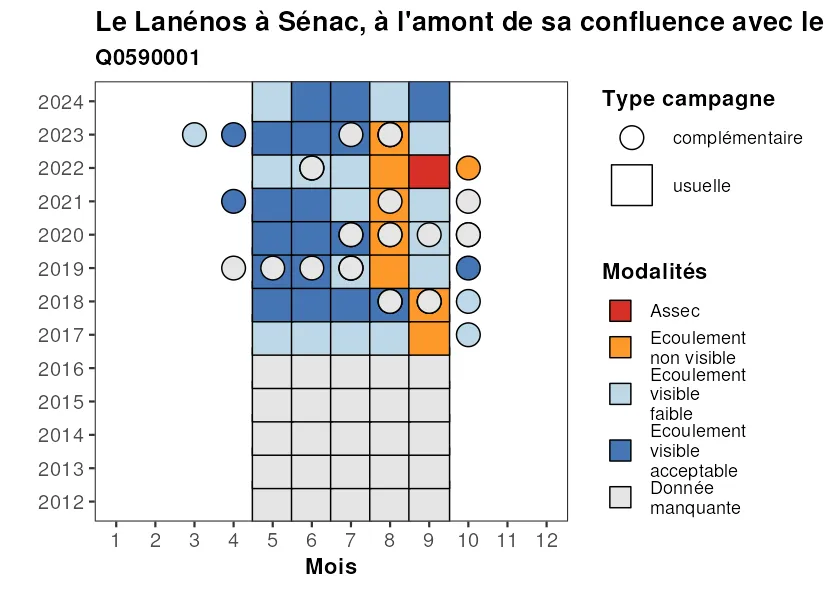 Le Lanénos à Sénac, à l'amont de sa confluence avec le
Q0590001
2024
2023
2022
2021
2020
2019
2018
2017
2016
2015
2014
2013
2012
1 2 3 4 5 6 7 8 9 10 11 12
Mois
Type campagne
complémentaire
usuelle
Modalités
Assec
Ecoulement
non visible
Ecoulement
visible
faible
Ecoulement
visible
acceptable
Donnée
manquante